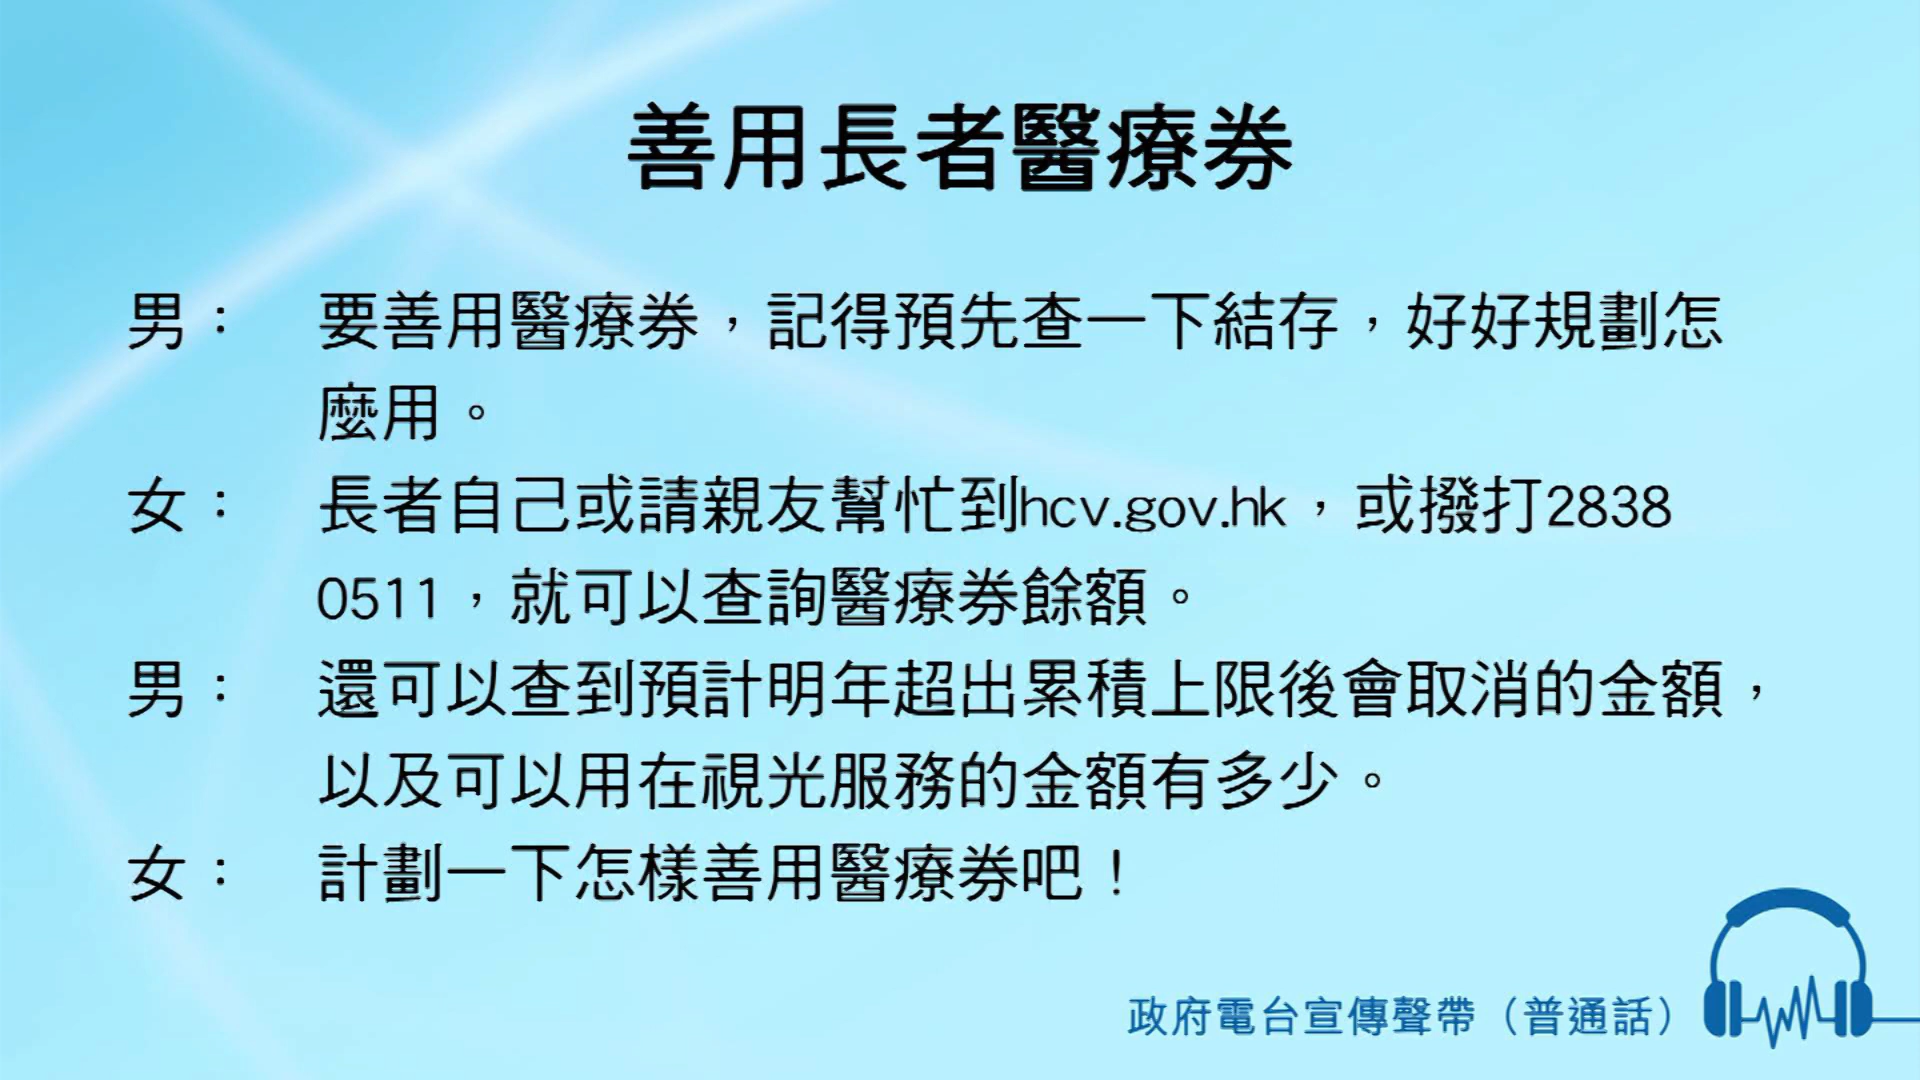 善用長者醫療券
男： 要善用醫療券，記得預先查一下結存，好好規劃怎
麼用。
女： 長者自己或請親友幫忙到hcv.gov.hk，或撥打2838
0511，就可以查詢醫療券餘額。
男： 還可以查到預計明年超出累積上限後會取消的金額，
以及可以用在視光服務的金額有多少。
女： 計劃一下怎樣善用醫療券吧！
政府電台宣傳聲帶（普通話）